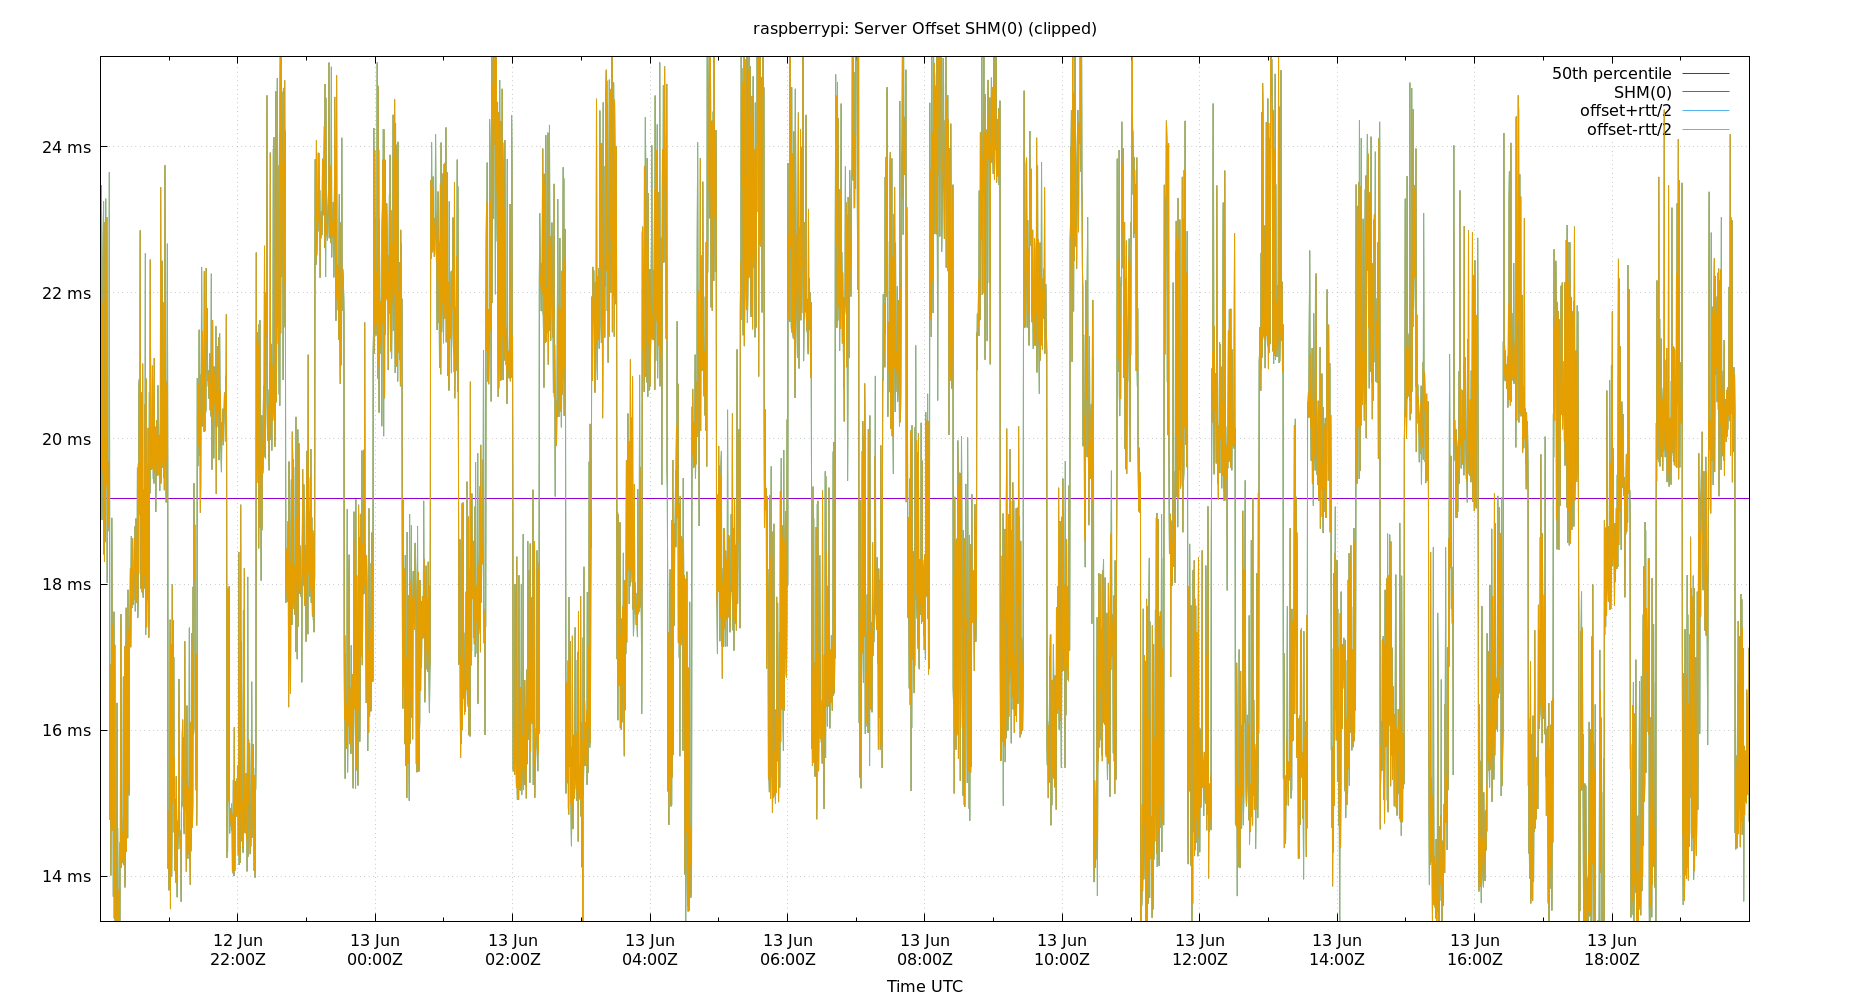 raspberrypi: Server Offset SHM(0) (clipped)
50th percentile
SHM(0)
offset+rtt/2
offset-rtt/2
24 ms
22 ms
20 ms
18 ms
16 ms
14 ms
12 Jun 13 Jun 13 Jun 13 Jun 13 Jun 13 Jun 13 Jun 13 Jun 13 Jun 13 Jun 13 Jun
22:00Z 00:00Z 02:00Z 04:00Z 06:00Z 08:00Z 10:00Z 12:00Z 14:00Z 16:00Z 18:00Z
Time UTC